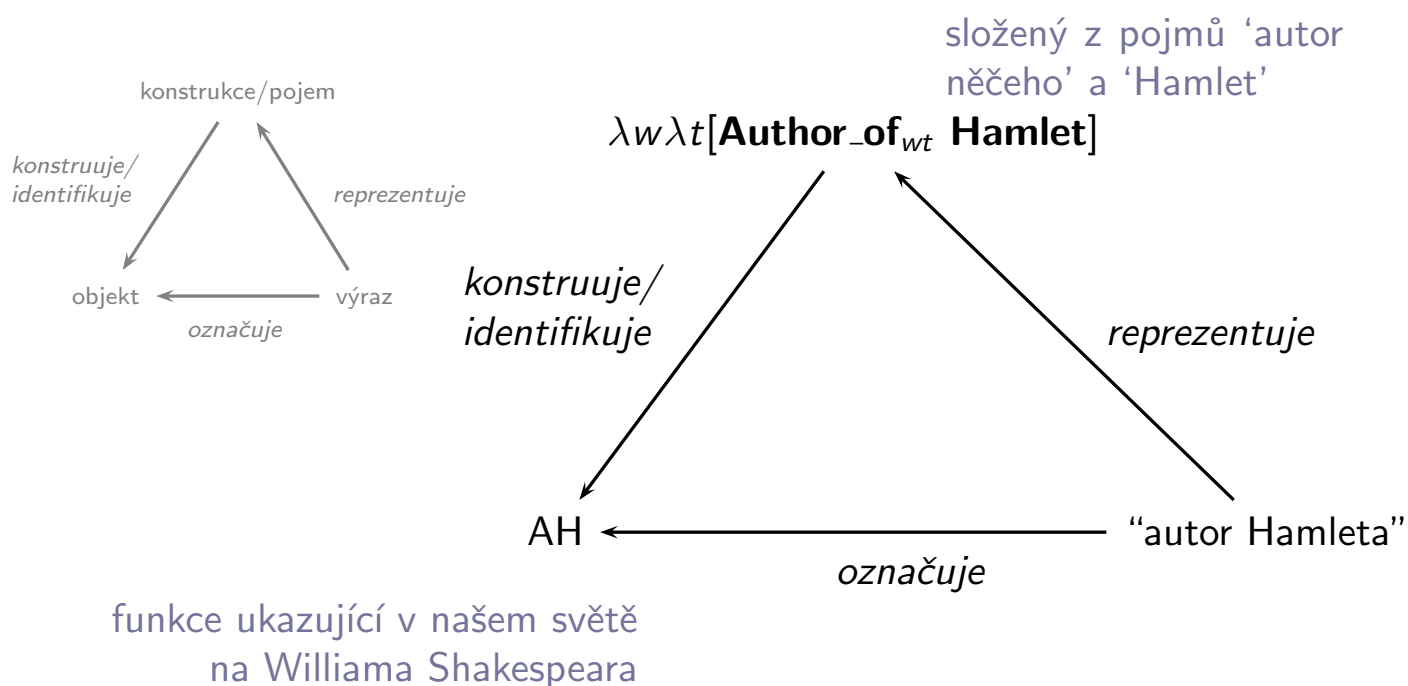 složený z pojmů ‘autor
něčeho’ a ‘Hamlet’
konstrukce/pojem
konstruuje/
identifikuje
reprezentuje
objekt
výraz
označuje
λwλt[Author_of_wt Hamlet]
konstruuje/
identifikuje
reprezentuje
AH
“autor Hamleta”
označuje
funkce ukazující v našem světě
na Williama Shakespeara